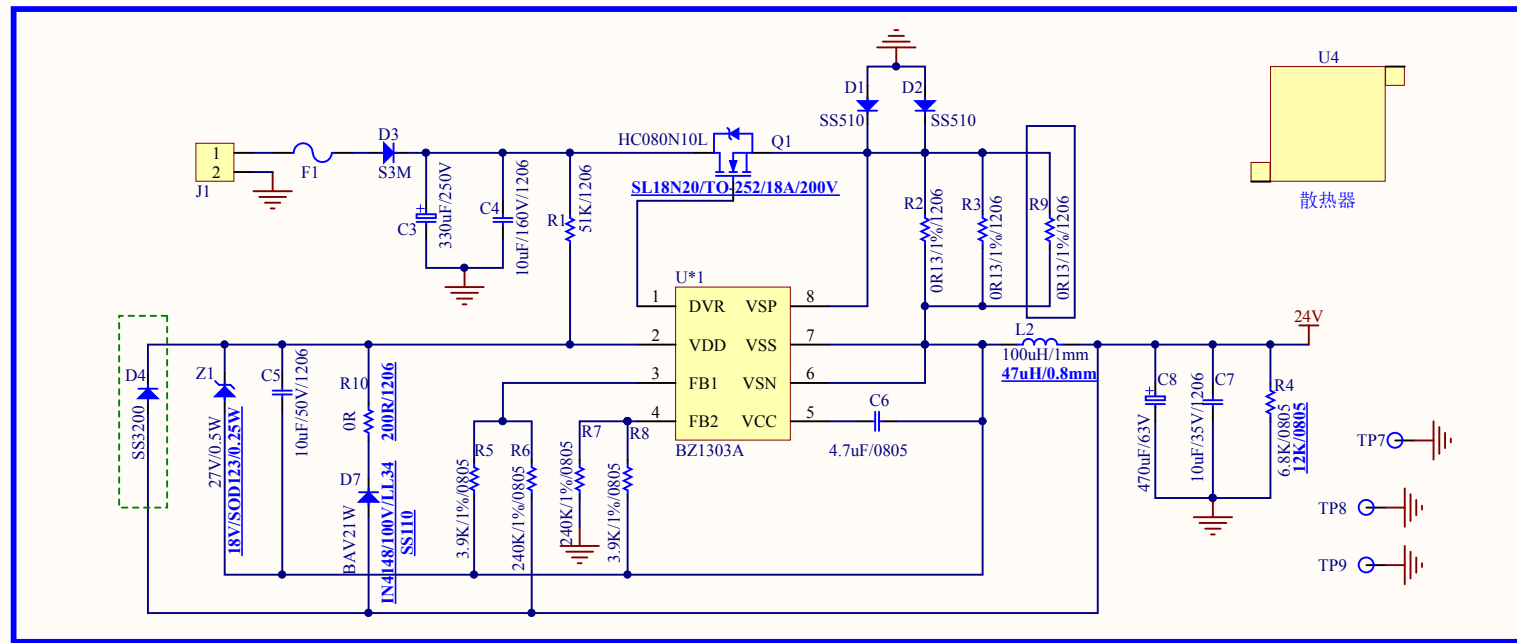 U4
散热器
D1
D2
SS510
SS510
HC080N10L
Q1
SL18N20/TO-252/18A/200V
J1
1
2
F1
D3
S3M
C3
330uF/250V
C4
10uF/160V/1206
R1
51K/1206
R2
0R13/1%/1206
R3
0R13/1%/1206
R9
0R13/1%/1206
U*1
1
DVR
VSP
8
2
VDD
VSS
7
3
FB1
VSN
6
4
FB2
VCC
5
BZ1303A
C6
4.7uF/0805
L2
100uH/1mm
47uH/0.8mm
24V
D4
SS3200
Z1
27V/0.5W
18V/SOD123/0.25W
C5
10uF/50V/1206
R10
0R
200R/1206
D7
BAV21W
IN4148/100V/LL34
SS110
R5
3.9K/1%/0805
R6
240K/1%/0805
R7
240K/1%/0805
R8
3.9K/1%/0805
C8
470uF/63V
C7
10uF/35V/1206
R4
6.8K/0805
12K/0805
TP7
TP8
TP9